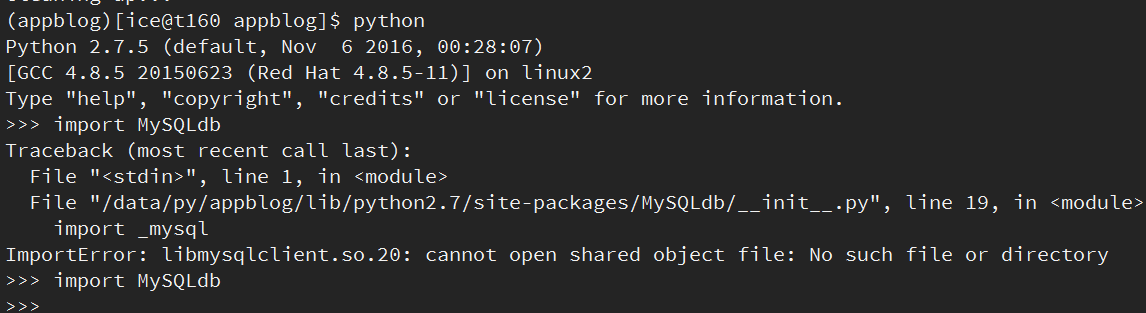 (appblog)[ice@t160 appblog]$ python
Python 2.7.5 (default, Nov  6 2016, 00:28:07)
[GCC 4.8.5 20150623 (Red Hat 4.8.5-11)] on linux2
Type "help", "copyright", "credits" or "license" for more information.
>>> import MySQLdb
Traceback (most recent call last):
  File "<stdin>", line 1, in <module>
  File "/data/py/appblog/lib/python2.7/site-packages/MySQLdb/__init__.py", line 19, in <module>
    import _mysql
ImportError: libmysqlclient.so.20: cannot open shared object file: No such file or directory
>>> import MySQLdb
>>>